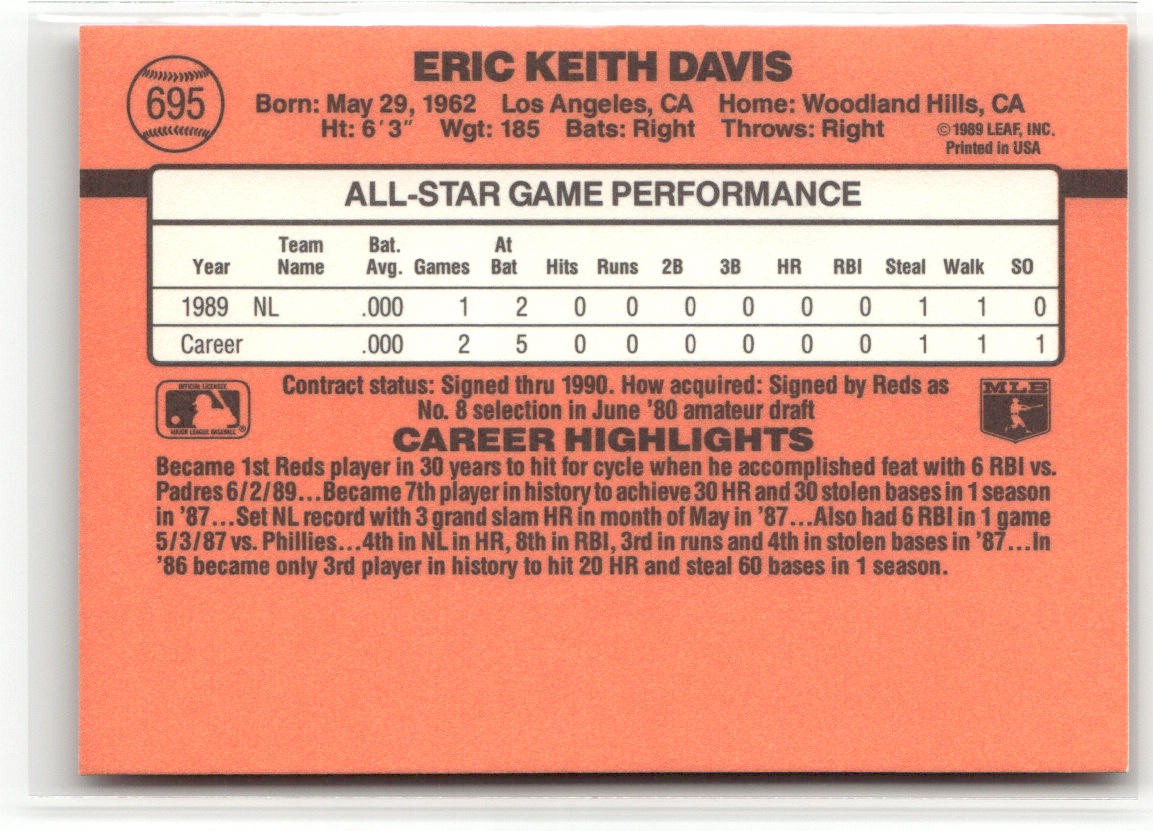 695
ERIC KEITH DAVIS
Born: May 29, 1962 Los Angeles, CA Home: Woodland Hills, CA
Ht: 6'3" Wgt: 185 Bats: Right Throws: Right
©1989 LEAF, INC.
Printed in USA
ALL-STAR GAME PERFORMANCE
Year Team Name Bat. Avg. Games At Bat Hits Runs 2B 3B HR RBI Steal Walk SO
1989 NL .000 1 2 0 0 0 0 0 0 1 1 0
Career .000 2 5 0 0 0 0 0 0 1 1 1
OFFICIAL LICENSEE
MAJOR LEAGUE BASEBALL®
Contract status: Signed thru 1990. How acquired: Signed by Reds as
No. 8 selection in June '80 amateur draft
MLB
CAREER HIGHLIGHTS
Became 1st Reds player in 30 years to hit for cycle when he accomplished feat with 6 RBI vs.
Padres 6/2/89...Became 7th player in history to achieve 30 HR and 30 stolen bases in 1 season
in '87...Set NL record with 3 grand slam HR in month of May in '87...Also had 6 RBI in 1 game
5/3/87 vs. Phillies...4th in NL in HR, 8th in RBI, 3rd in runs and 4th in stolen bases in '87...In
'86 became only 3rd player in history to hit 20 HR and steal 60 bases in 1 season.